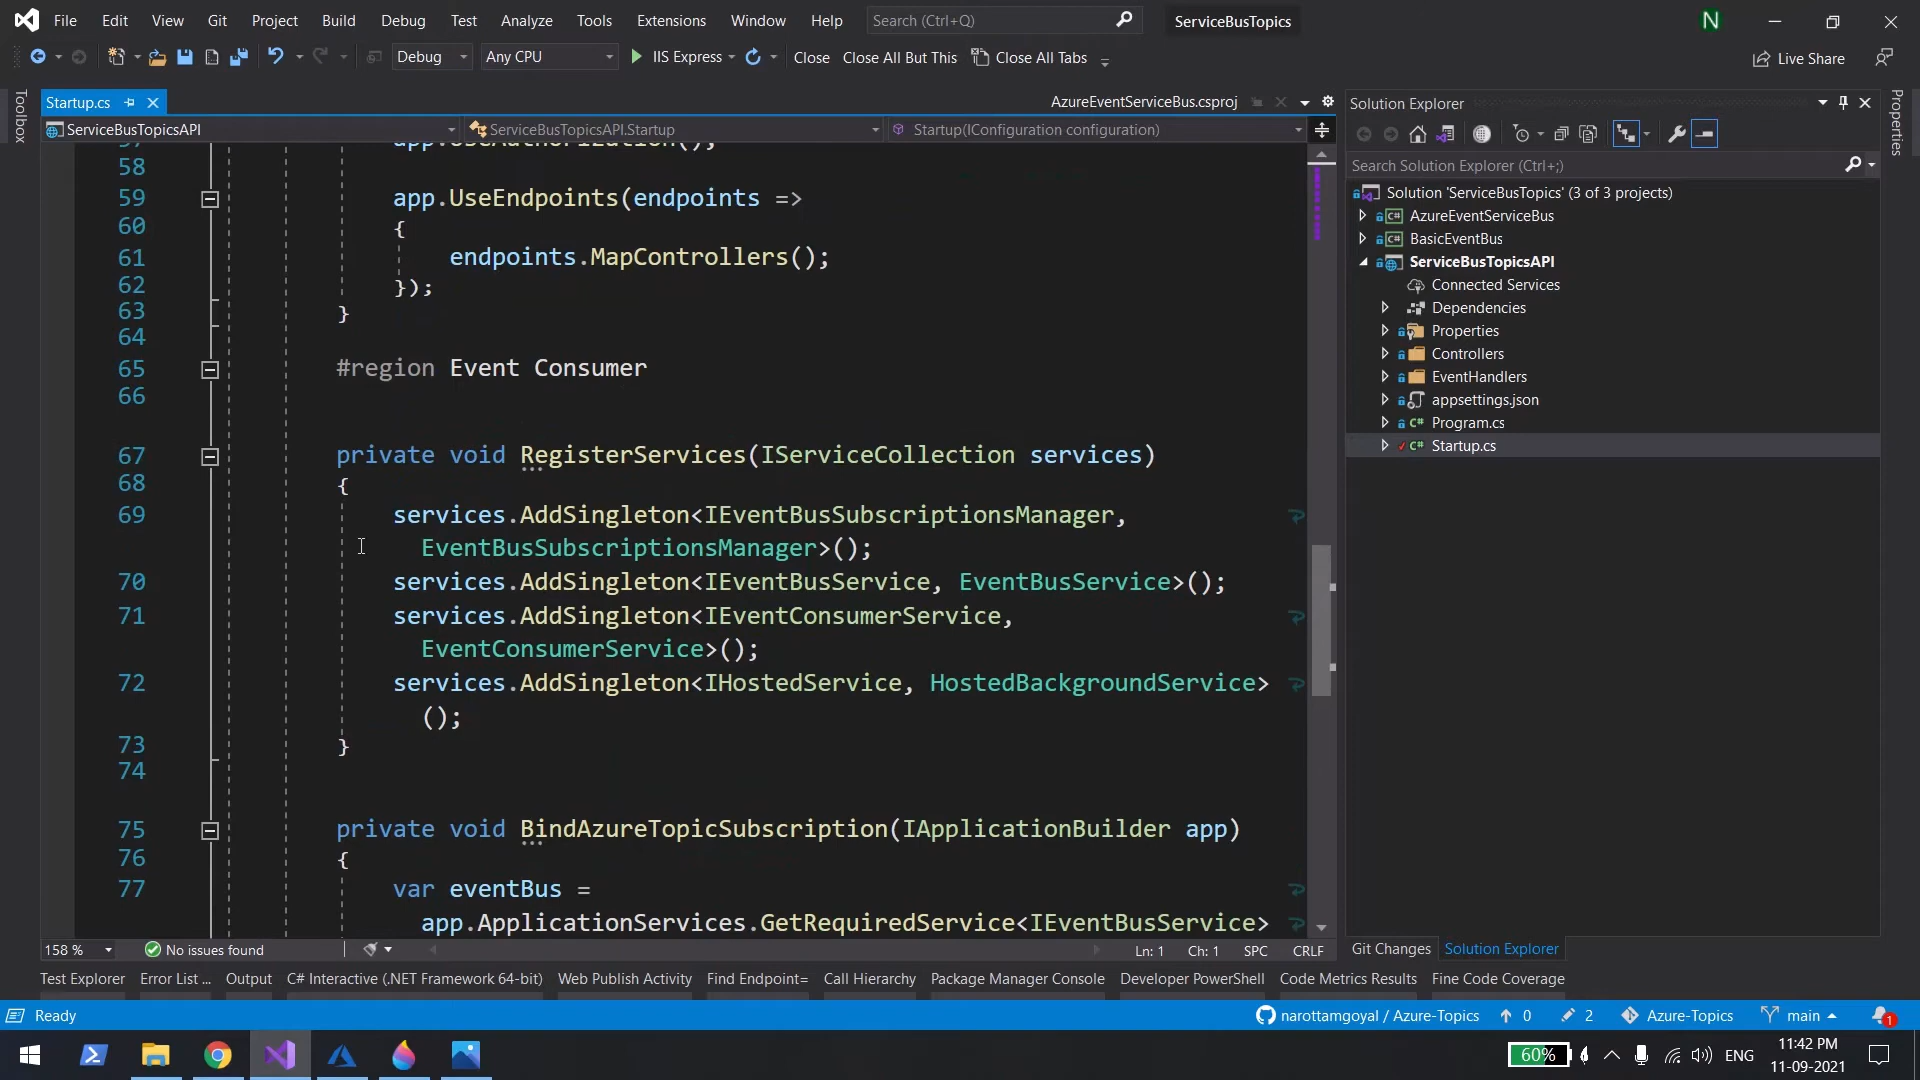 File Edit View Git Project Build Debug Test Analyze Tools Extensions Window Help Search (Ctrl+Q) ServiceBusTopics N
Debug Any CPU IIS Express Close Close All But This Close All Tabs Live Share
Toolbox
Startup.cs AzureEventServiceBus.csproj
ServiceBusTopicsAPI ServiceBusTopicsAPI.Startup Startup(IConfiguration configuration)
57 app.UseAuthorization();
58
59 app.UseEndpoints(endpoints =>
60 {
61 endpoints.MapControllers();
62 });
63 }
64
65 #region Event Consumer
66
67 private void RegisterServices(IServiceCollection services)
68 {
69 services.AddSingleton<IEventBusSubscriptionsManager,
EventBusSubscriptionsManager>();
70 services.AddSingleton<IEventBusService, EventBusService>();
71 services.AddSingleton<IEventConsumerService,
EventConsumerService>();
72 services.AddSingleton<IHostedService, HostedBackgroundService>
();
73 }
74
75 private void BindAzureTopicSubscription(IApplicationBuilder app)
76 {
77 var eventBus =
app.ApplicationServices.GetRequiredService<IEventBusService>
158 % No issues found Ln: 1 Ch: 1 SPC CRLF
Solution Explorer
Search Solution Explorer (Ctrl+;)
Solution 'ServiceBusTopics' (3 of 3 projects)
C# AzureEventServiceBus
C# BasicEventBus
ServiceBusTopicsAPI
Connected Services
Dependencies
Properties
Controllers
EventHandlers
appsettings.json
C# Program.cs
C# Startup.cs
Git Changes Solution Explorer
Properties
Test Explorer Error List ... Output C# Interactive (.NET Framework 64-bit) Web Publish Activity Find Endpoint= Call Hierarchy Package Manager Console Developer PowerShell Code Metrics Results Fine Code Coverage
Ready narottamgoyal / Azure-Topics 0 2 Azure-Topics main 1
60% ENG 11:42 PM
11-09-2021